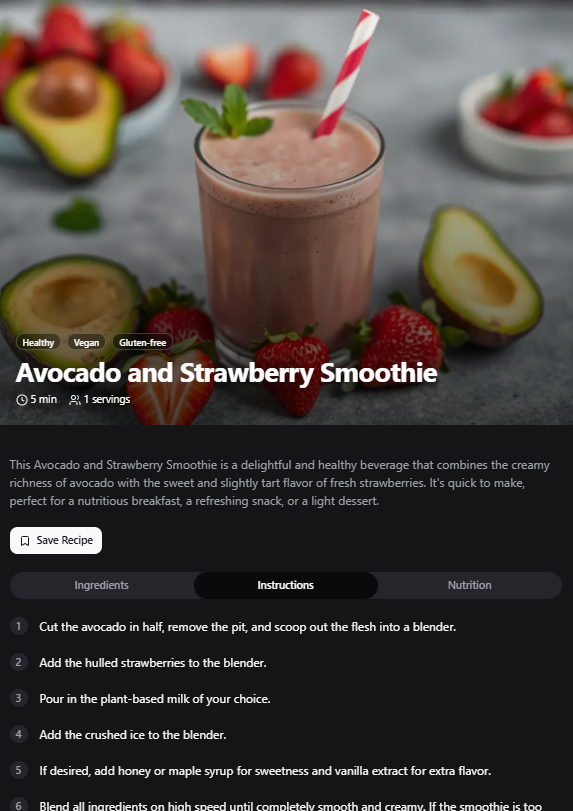 Healthy Vegan Gluten-free
Avocado and Strawberry Smoothie
5 min 1 servings
This Avocado and Strawberry Smoothie is a delightful and healthy beverage that combines the creamy
richness of avocado with the sweet and slightly tart flavor of fresh strawberries. It's quick to make,
perfect for a nutritious breakfast, a refreshing snack, or a light dessert.
Save Recipe
Ingredients Instructions Nutrition
1 Cut the avocado in half, remove the pit, and scoop out the flesh into a blender.
2 Add the hulled strawberries to the blender.
3 Pour in the plant-based milk of your choice.
4 Add the crushed ice to the blender.
5 If desired, add honey or maple syrup for sweetness and vanilla extract for extra flavor.
6 Blend all ingredients on high speed until completely smooth and creamy. If the smoothie is too